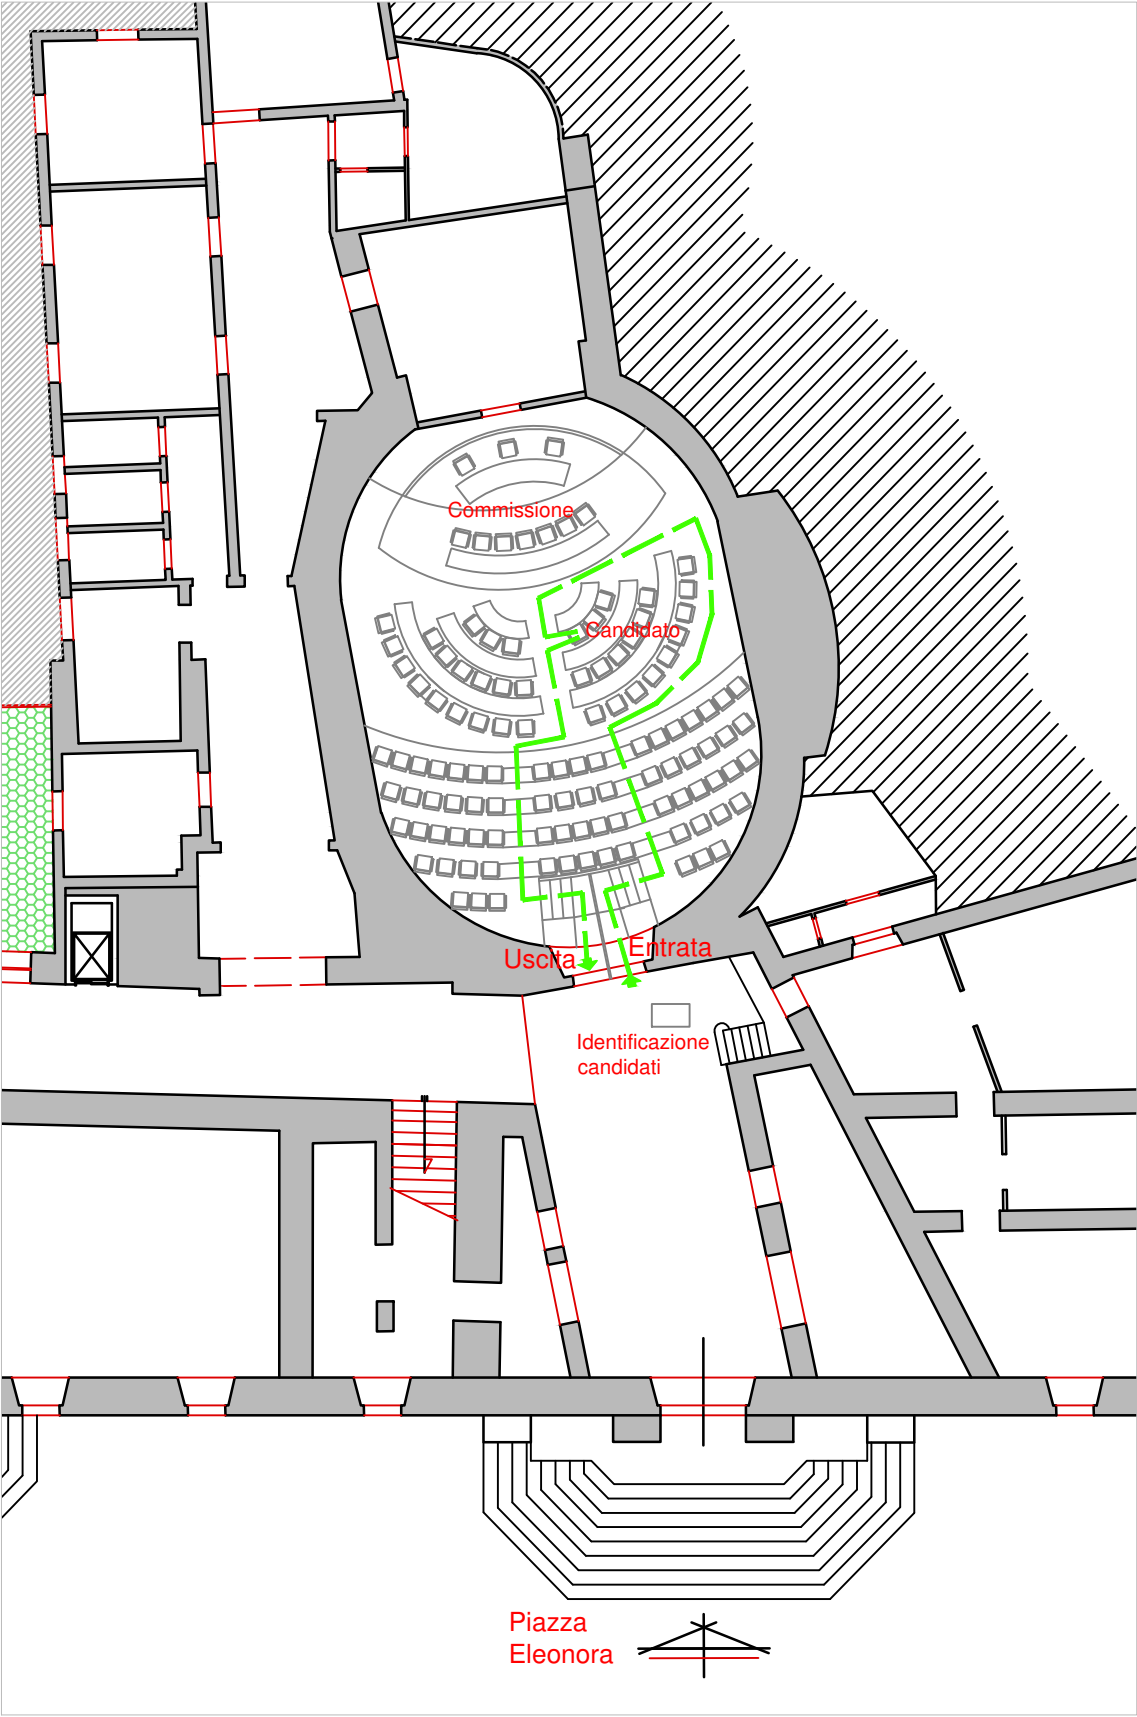 Commissione
Candidato
Uscita
Entrata
Identificazione
candidati
Piazza
Eleonora